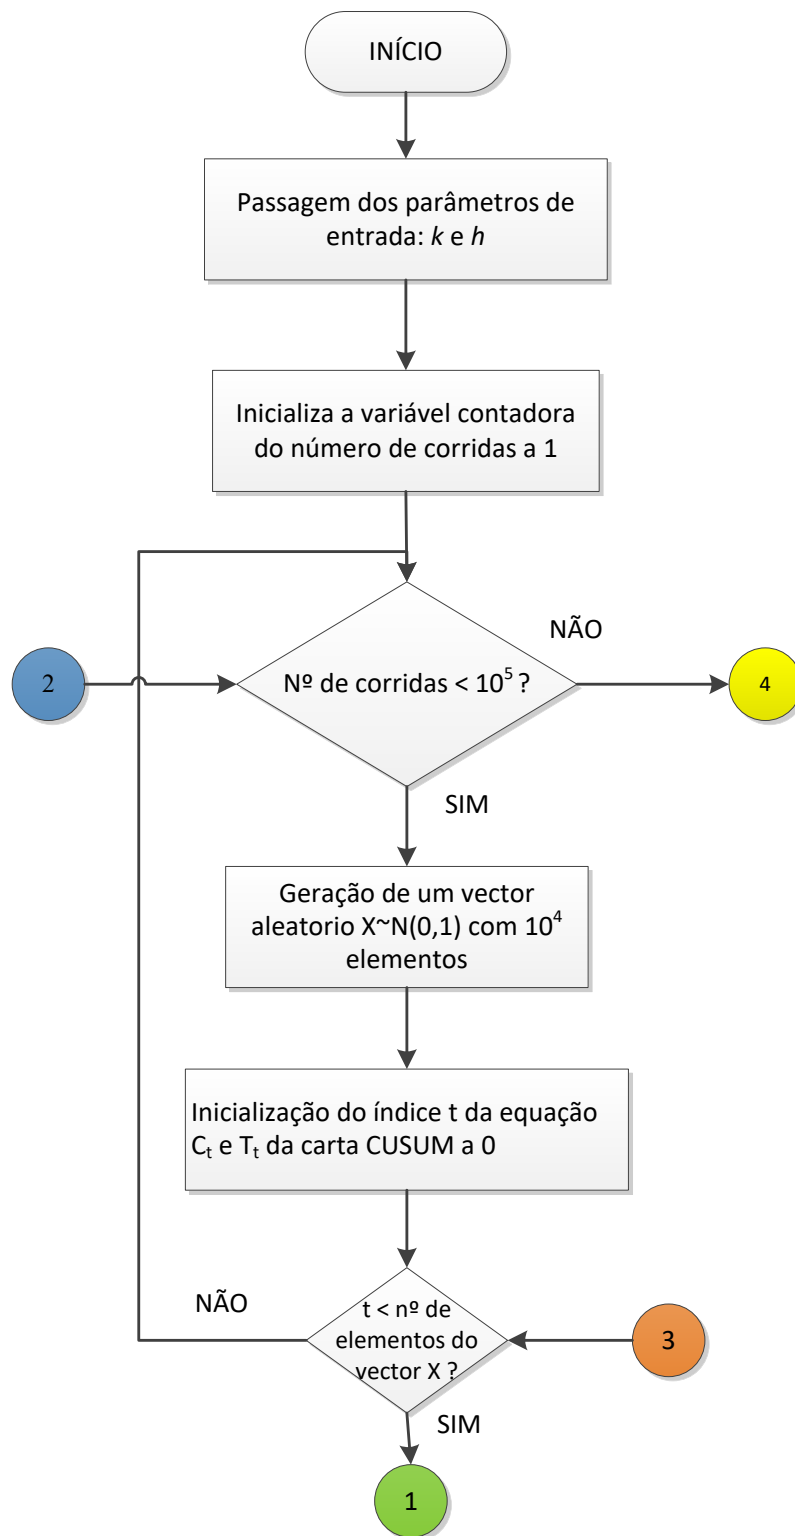 INÍCIO
Passagem dos parâmetros de
entrada: k e h
Inicializa a variável contadora
do número de corridas a 1
NÃO
2
Nº de corridas < 10⁵ ?
4
SIM
Geração de um vector
aleatorio X~N(0,1) com 10⁴
elementos
Inicialização do índice t da equação
Cₜ e Tₜ da carta CUSUM a 0
NÃO
t < nº de
elementos do
vector X ?
3
SIM
1